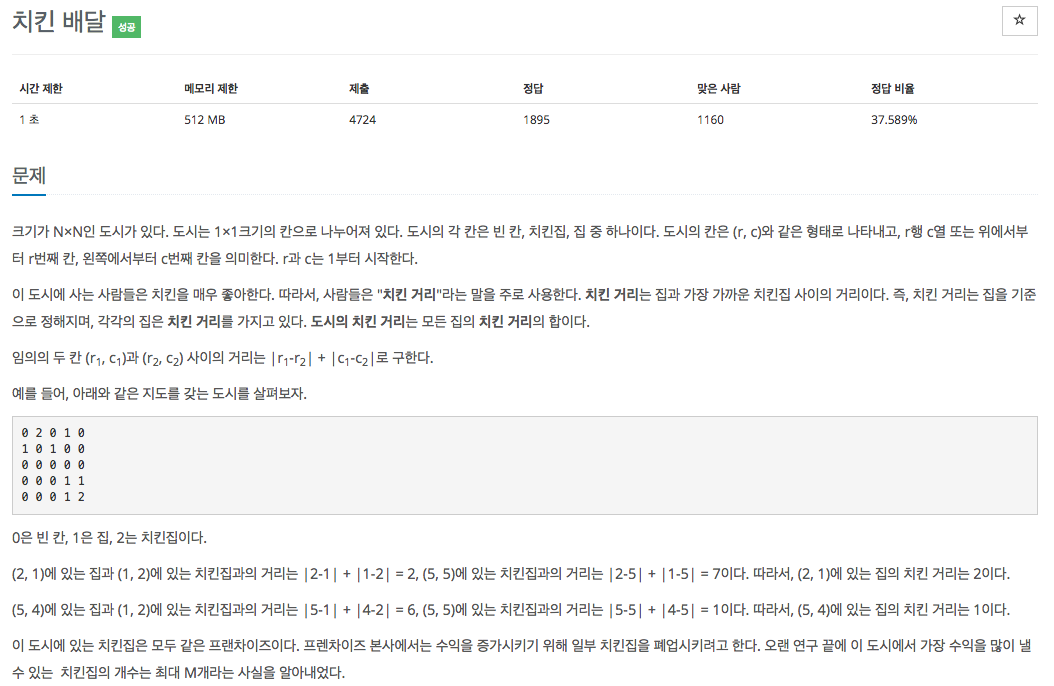 치킨 배달 성공
☆
시간 제한 메모리 제한 제출 정답 맞은 사람 정답 비율
1 초 512 MB 4724 1895 1160 37.589%
문제
크기가 N×N인 도시가 있다. 도시는 1×1크기의 칸으로 나누어져 있다. 도시의 각 칸은 빈 칸, 치킨집, 집 중 하나이다. 도시의 칸은 (r, c)와 같은 형태로 나타내고, r행 c열 또는 위에서부
터 r번째 칸, 왼쪽에서부터 c번째 칸을 의미한다. r과 c는 1부터 시작한다.
이 도시에 사는 사람들은 치킨을 매우 좋아한다. 따라서, 사람들은 "치킨 거리"라는 말을 주로 사용한다. 치킨 거리는 집과 가장 가까운 치킨집 사이의 거리이다. 즉, 치킨 거리는 집을 기준
으로 정해지며, 각각의 집은 치킨 거리를 가지고 있다. 도시의 치킨 거리는 모든 집의 치킨 거리의 합이다.
임의의 두 칸 (r1, c1)과 (r2, c2) 사이의 거리는 |r1-r2| + |c1-c2|로 구한다.
예를 들어, 아래와 같은 지도를 갖는 도시를 살펴보자.
0 2 0 1 0
1 0 1 0 0
0 0 0 0 0
0 0 0 1 1
0 0 0 1 2
0은 빈 칸, 1은 집, 2는 치킨집이다.
(2, 1)에 있는 집과 (1, 2)에 있는 치킨집과의 거리는 |2-1| + |1-2| = 2, (5, 5)에 있는 치킨집과의 거리는 |2-5| + |1-5| = 7이다. 따라서, (2, 1)에 있는 집의 치킨 거리는 2이다.
(5, 4)에 있는 집과 (1, 2)에 있는 치킨집과의 거리는 |5-1| + |4-2| = 6, (5, 5)에 있는 치킨집과의 거리는 |5-5| + |4-5| = 1이다. 따라서, (5, 4)에 있는 집의 치킨 거리는 1이다.
이 도시에 있는 치킨집은 모두 같은 프랜차이즈이다. 프렌차이즈 본사에서는 수익을 증가시키기 위해 일부 치킨집을 폐업시키려고 한다. 오랜 연구 끝에 이 도시에서 가장 수익을 많이 낼
수 있는 치킨집의 개수는 최대 M개라는 사실을 알아내었다.